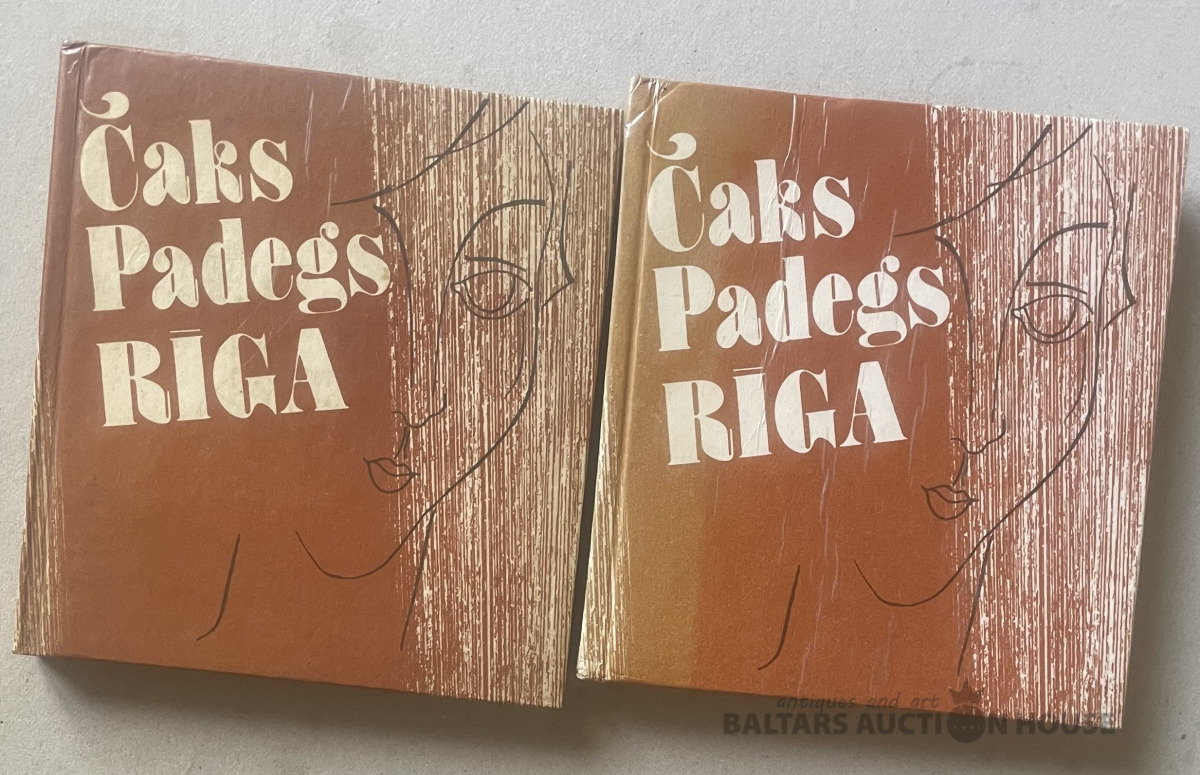 Čaks
Padegs
RĪGA
Čaks
Padegs
RĪGA
antiques and art
BALTARS AUCTION HOUSE